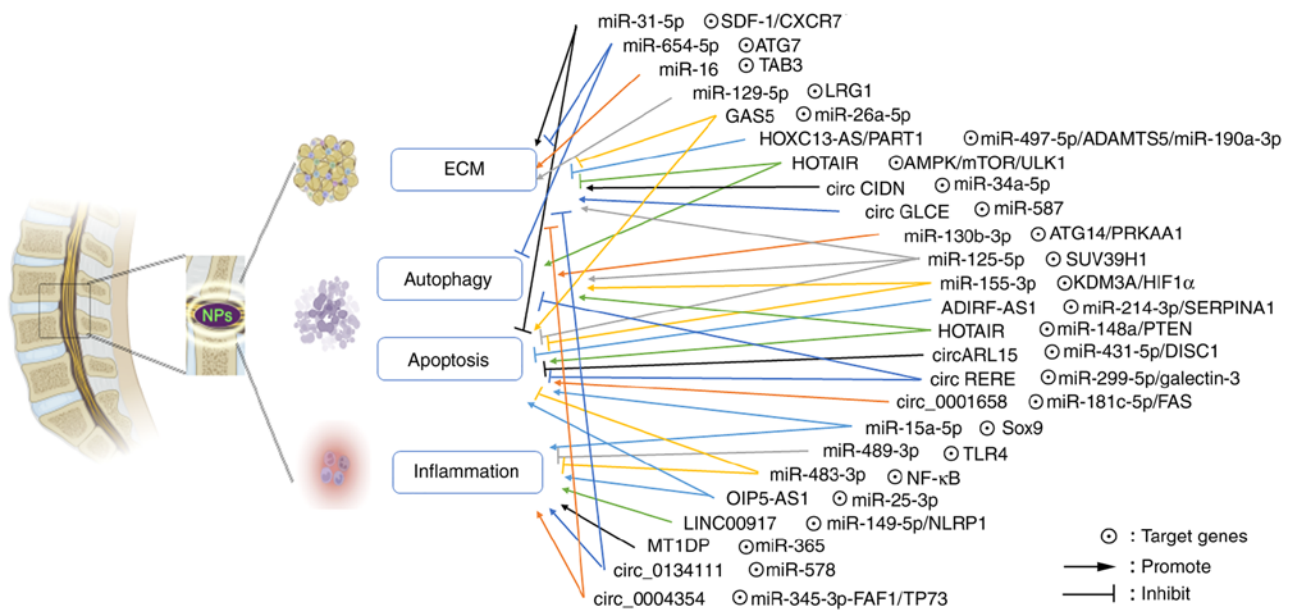 miR-31-5p ⊙SDF-1/CXCR7
miR-654-5p ⊙ATG7
miR-16 ⊙ TAB3
miR-129-5p ⊙LRG1
GAS5 ⊙miR-26a-5p
HOXC13-AS/PART1 ⊙miR-497-5p/ADAMTS5/miR-190a-3p
ECM
HOTAIR ⊙AMPK/mTOR/ULK1
circ CIDN ⊙ miR-34a-5p
circ GLCE ⊙ miR-587
miR-130b-3p ⊙ ATG14/PRKAA1
miR-125-5p ⊙ SUV39H1
Autophagy
miR-155-3p ⊙KDM3A/HIF1α
ADIRF-AS1 ⊙miR-214-3p/SERPINA1
NPs
HOTAIR ⊙miR-148a/PTEN
circARL15 ⊙miR-431-5p/DISC1
Apoptosis
circ RERE ⊙miR-299-5p/galectin-3
circ_0001658 ⊙miR-181c-5p/FAS
miR-15a-5p ⊙ Sox9
miR-489-3p ⊙TLR4
Inflammation
miR-483-3p ⊙NF-κB
OIP5-AS1 ⊙miR-25-3p
LINC00917 ⊙miR-149-5p/NLRP1
MT1DP ⊙miR-365
circ_0134111 ⊙miR-578
circ_0004354 ⊙miR-345-3p-FAF1/TP73
⊙ : Target genes
: Promote
: Inhibit